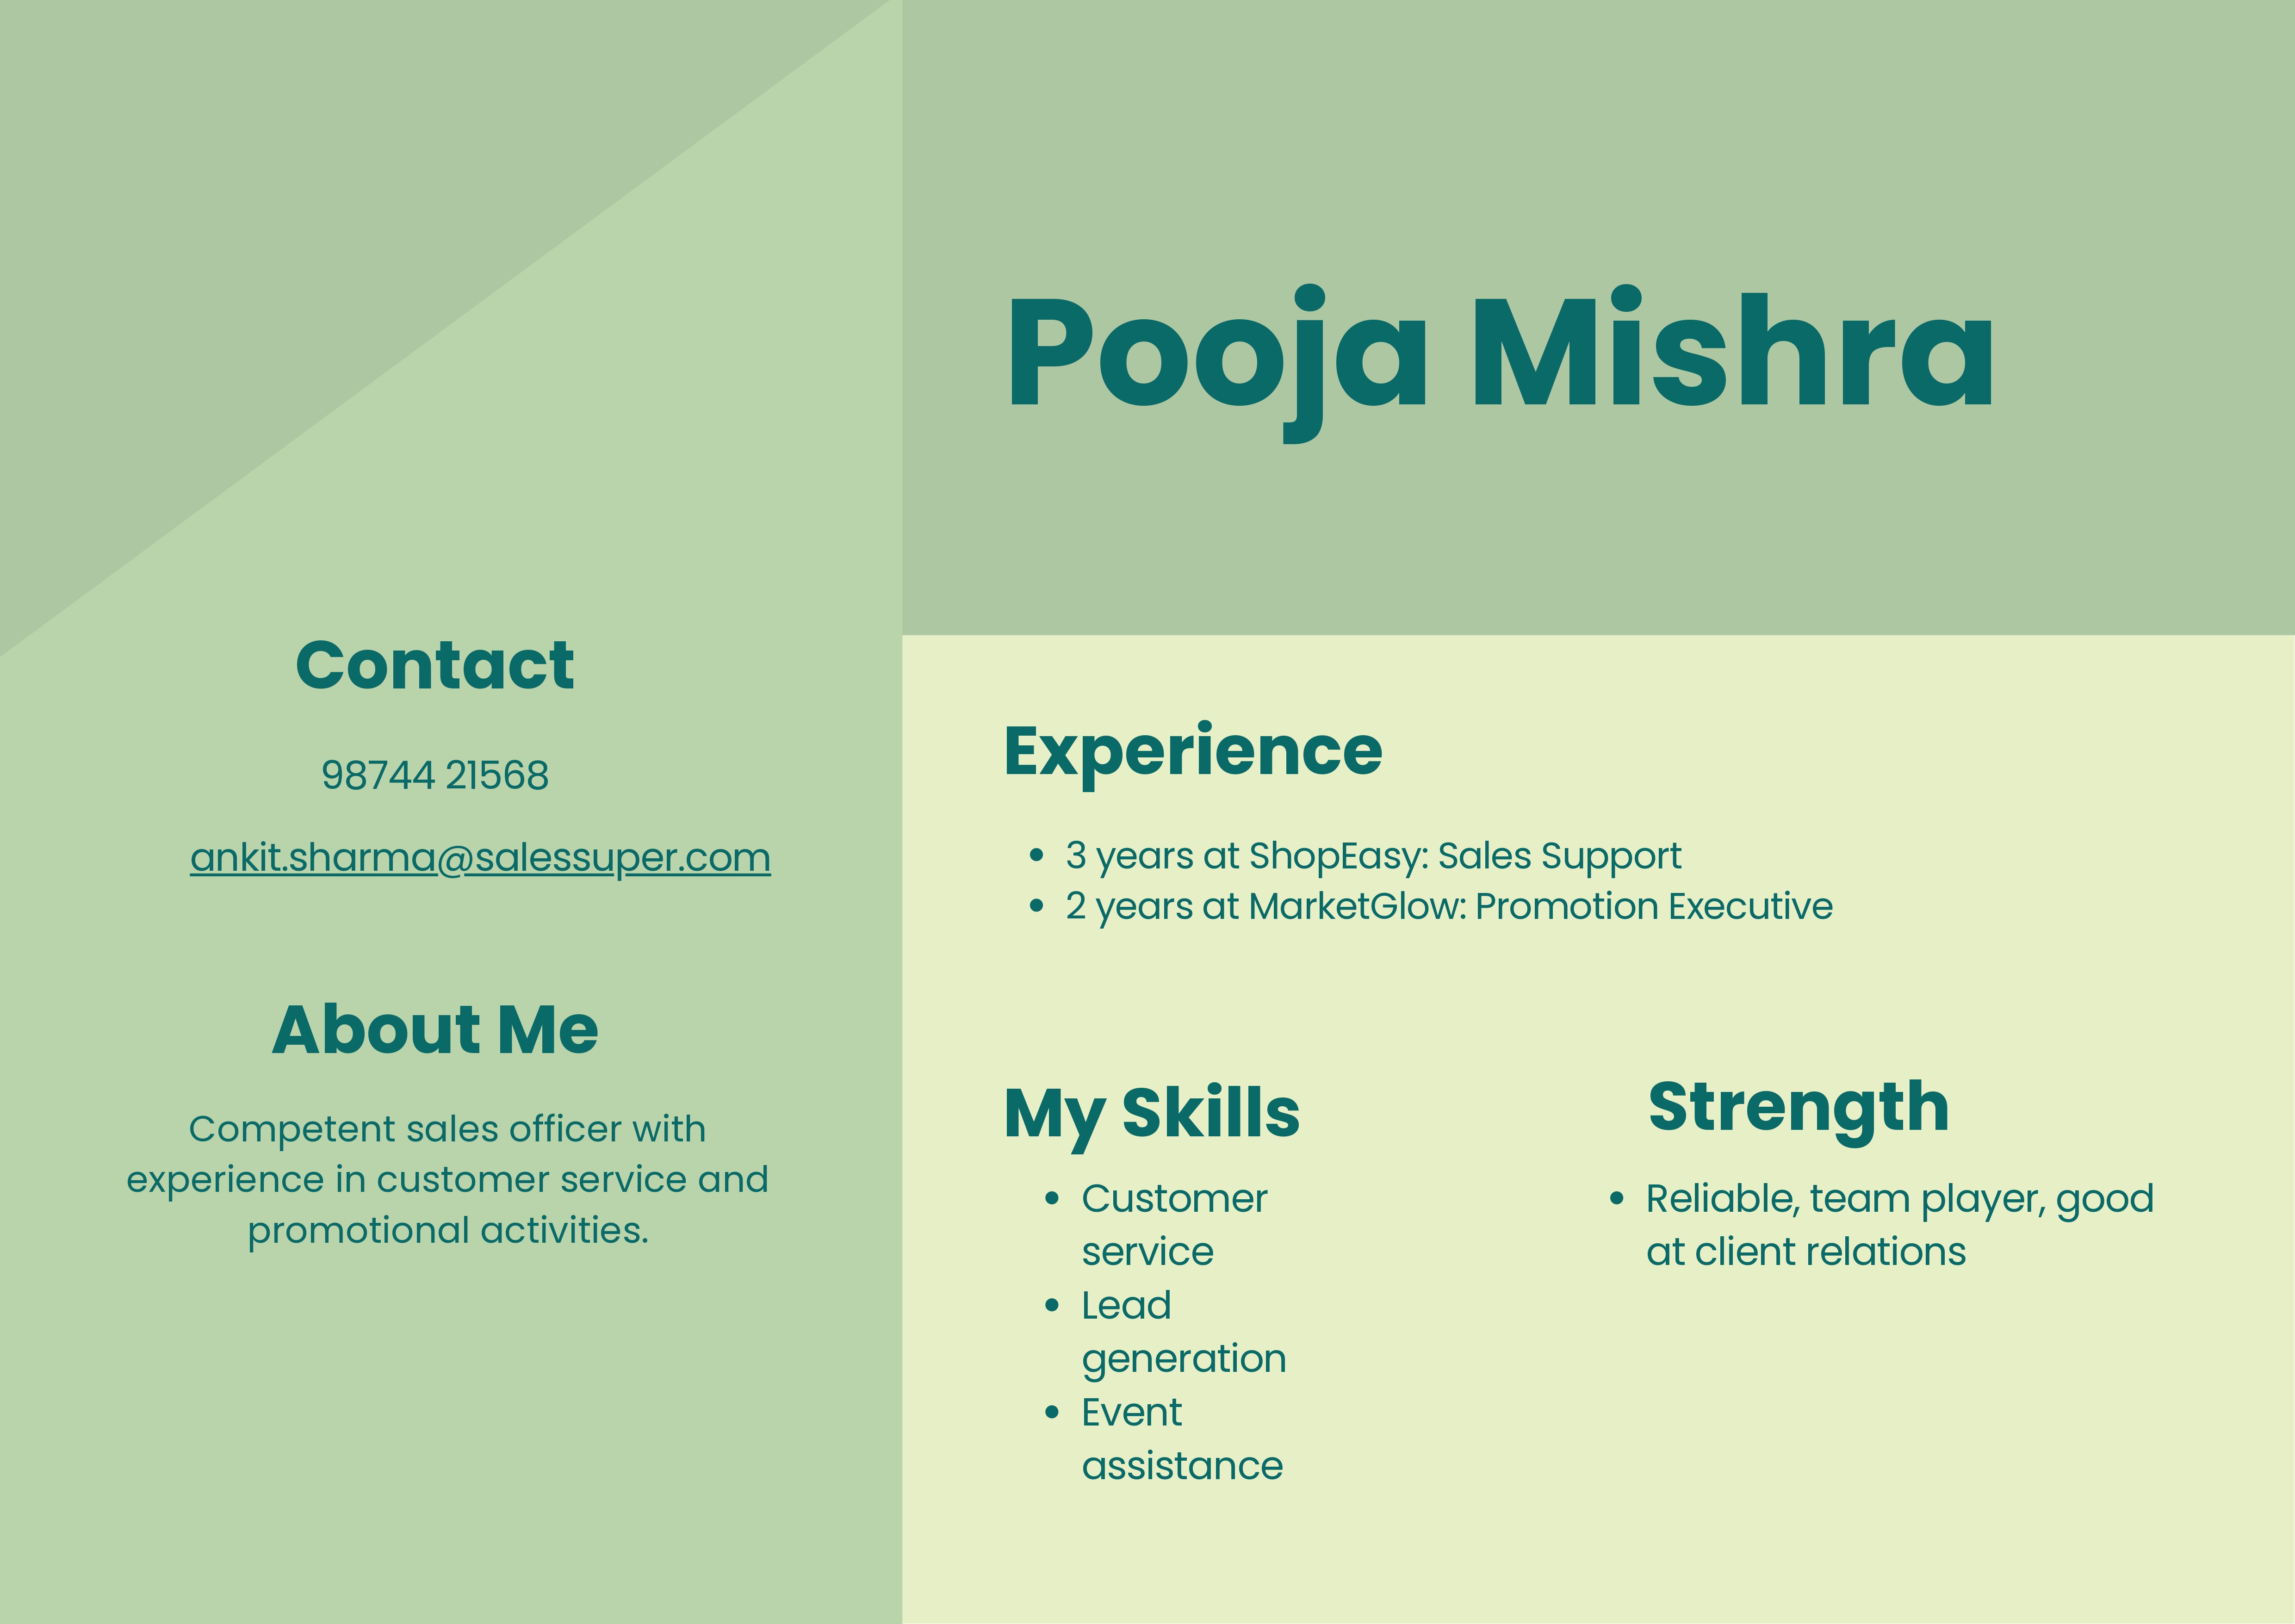 Pooja Mishra
Contact
98744 21568
ankit.sharma@salessuper.com
About Me
Competent sales officer with
experience in customer service and
promotional activities.
Experience
• 3 years at ShopEasy: Sales Support
• 2 years at MarketGlow: Promotion Executive
My Skills
• Customer
service
• Lead
generation
• Event
assistance
Strength
• Reliable, team player, good
at client relations